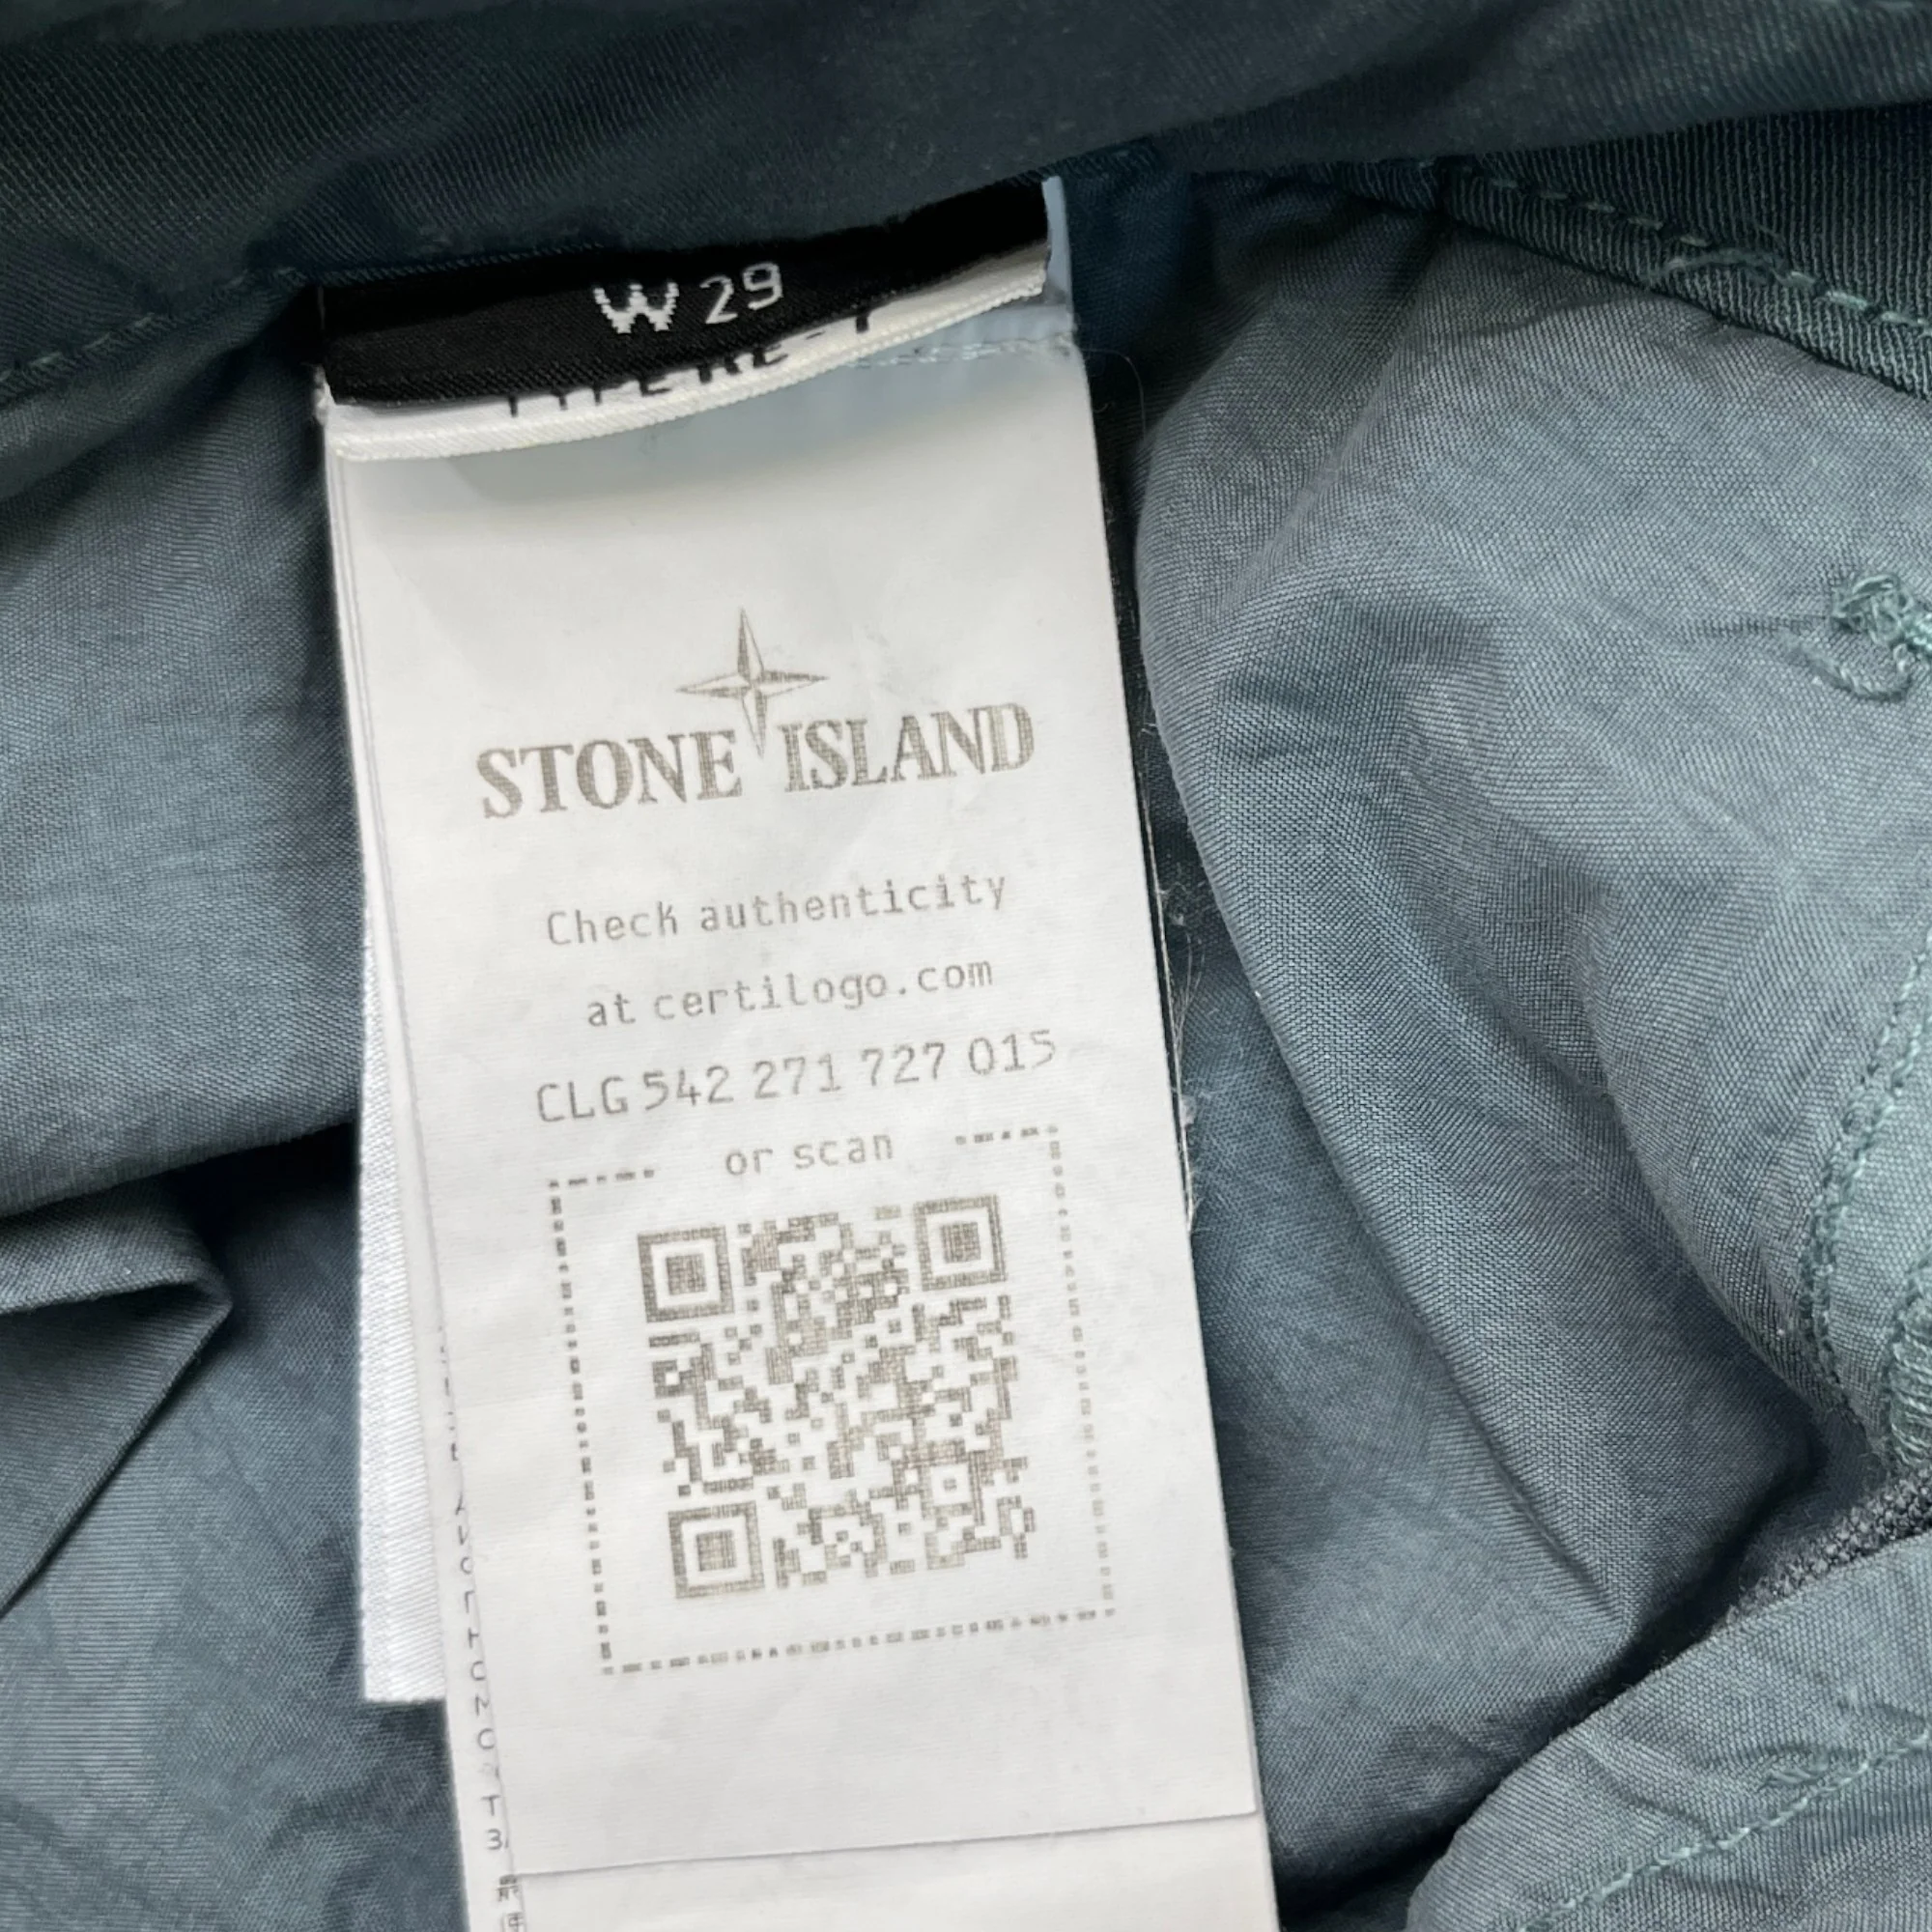 W 29
STONE ISLAND
Check authenticity
at certilogo.com
CLG 542 271 727 015
or scan